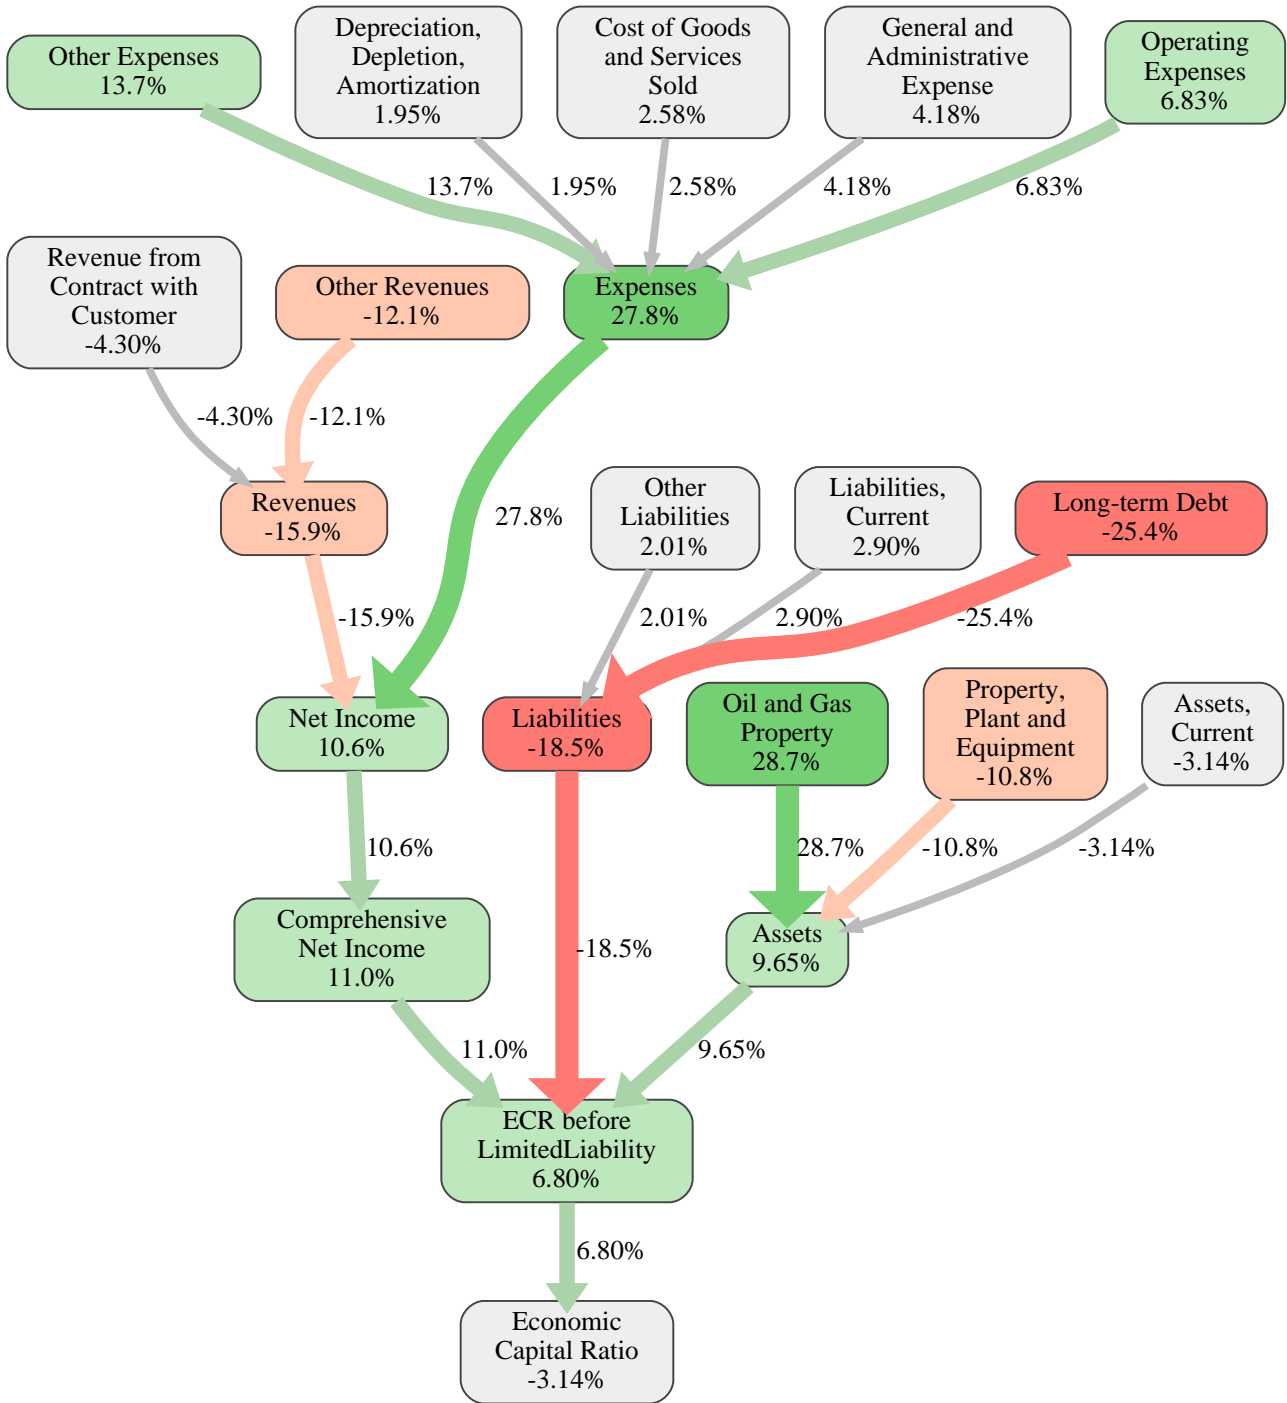 Other Expenses
13.7%
Depreciation,
Depletion,
Amortization
1.95%
Cost of Goods
and Services
Sold
2.58%
General and
Administrative
Expense
4.18%
Operating
Expenses
6.83%
13.7%
1.95%
2.58%
4.18%
6.83%
Revenue from
Contract with
Customer
-4.30%
Other Revenues
-12.1%
Expenses
27.8%
-4.30%
-12.1%
27.8%
Revenues
-15.9%
Other
Liabilities
2.01%
Liabilities,
Current
2.90%
Long-term Debt
-25.4%
-15.9%
2.01%
2.90%
-25.4%
Net Income
10.6%
Liabilities
-18.5%
Oil and Gas
Property
28.7%
Property,
Plant and
Equipment
-10.8%
Assets,
Current
-3.14%
10.6%
28.7%
-10.8%
-3.14%
Comprehensive
Net Income
11.0%
-18.5%
Assets
9.65%
11.0%
9.65%
ECR before
LimitedLiability
6.80%
6.80%
Economic
Capital Ratio
-3.14%